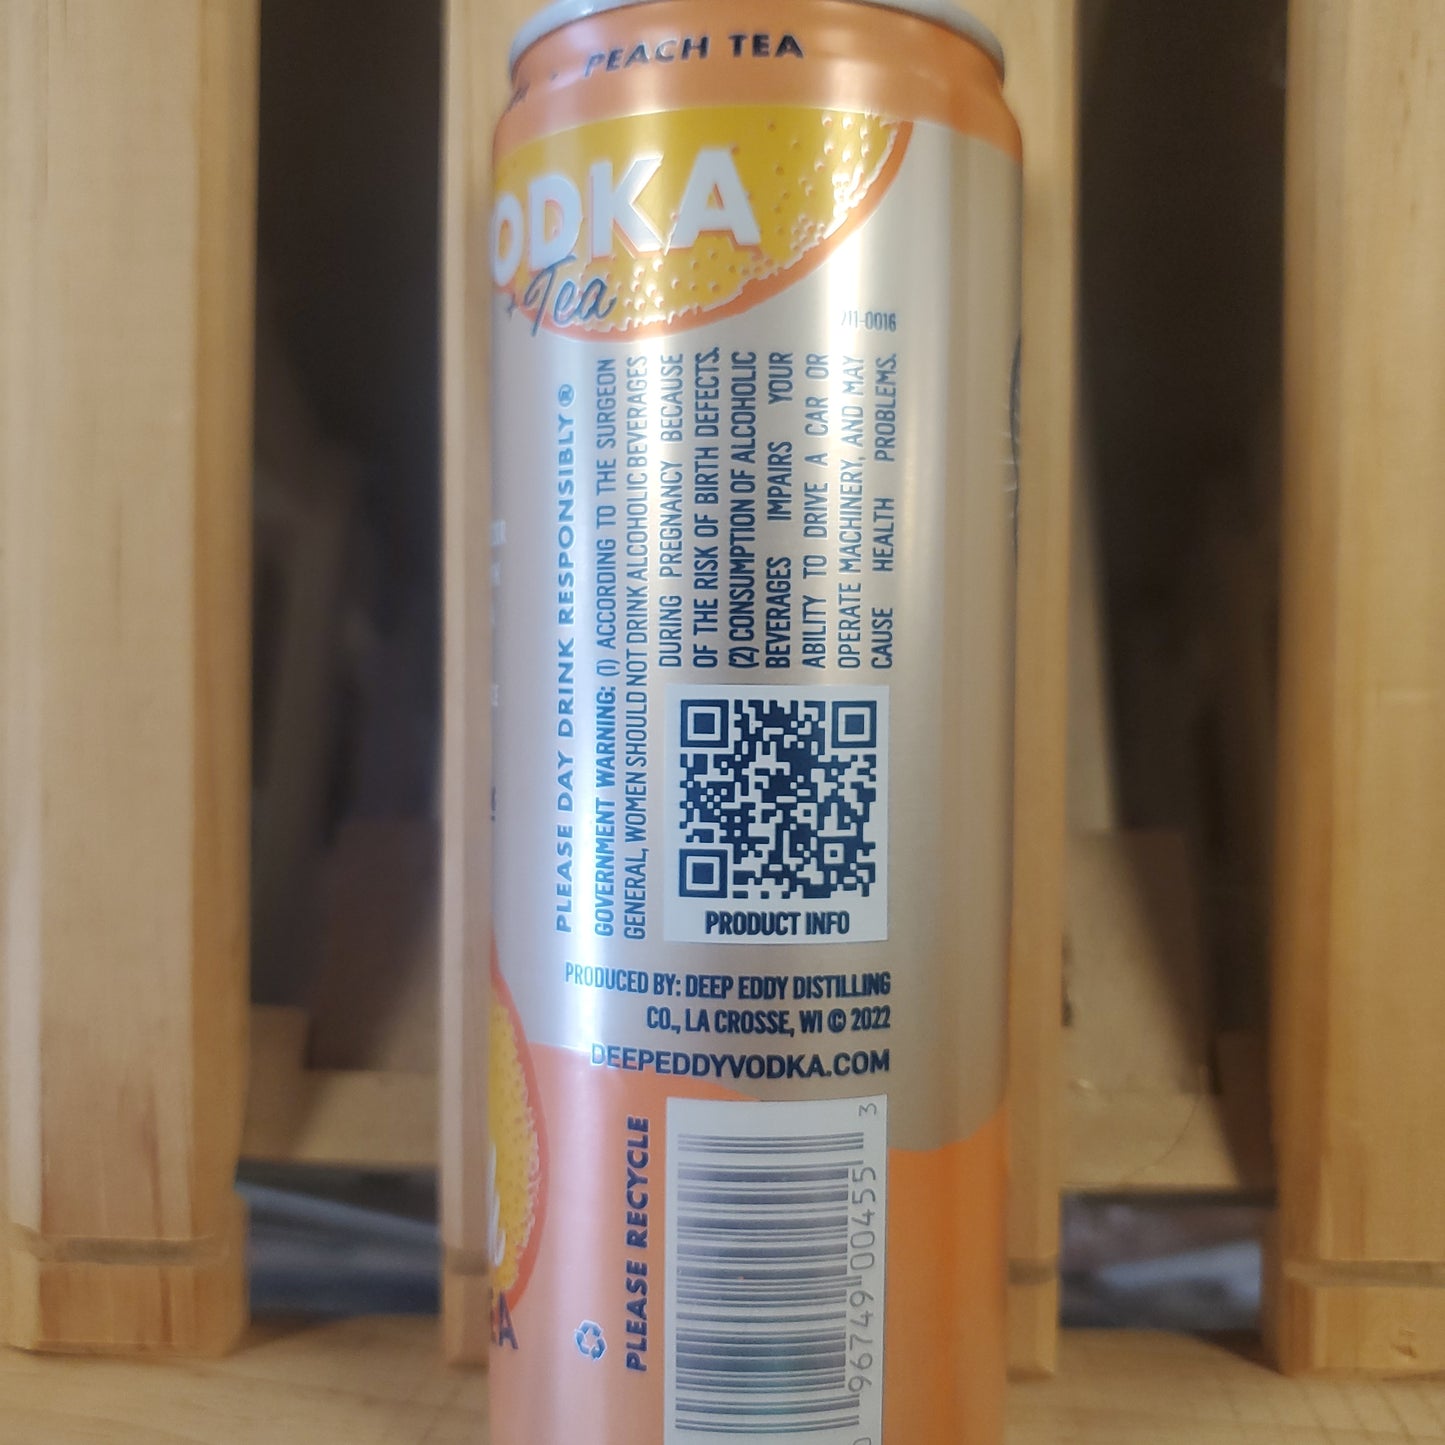 PEACH TEA
VODKA
+ Tea
711-0016
PLEASE DAY DRINK RESPONSIBLY®
GOVERNMENT WARNING: (1) ACCORDING TO THE SURGEON
GENERAL, WOMEN SHOULD NOT DRINK ALCOHOLIC BEVERAGES
DURING PREGNANCY BECAUSE
OF THE RISK OF BIRTH DEFECTS.
(2) CONSUMPTION OF ALCOHOLIC
BEVERAGES IMPAIRS YOUR
ABILITY TO DRIVE A CAR OR
OPERATE MACHINERY, AND MAY
CAUSE HEALTH PROBLEMS.
PRODUCT INFO
PRODUCED BY: DEEP EDDY DISTILLING
CO., LA CROSSE, WI © 2022
DEEPEDDYVODKA.COM
PLEASE RECYCLE
0 96749 00455 3